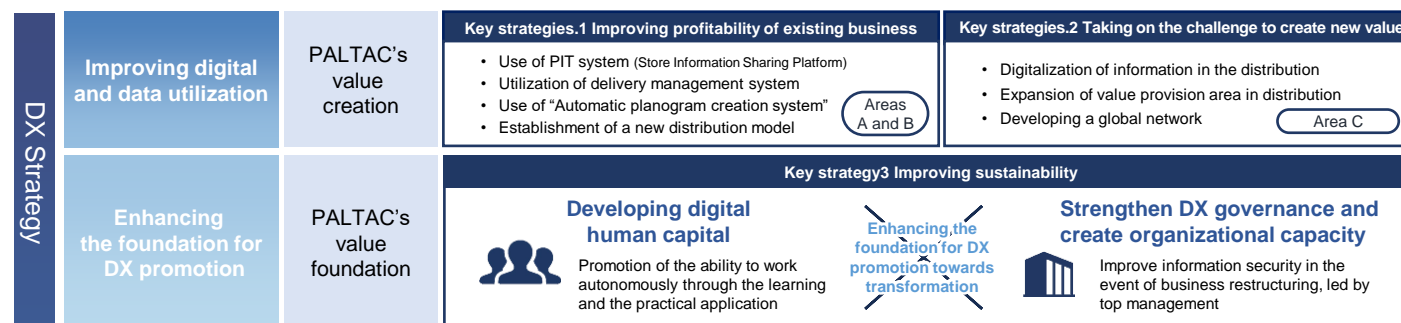 DX Strategy
Improving digital
and data utilization
PALTAC's
value
creation
Key strategies.1 Improving profitability of existing business
• Use of PIT system (Store Information Sharing Platform)
• Utilization of delivery management system
• Use of “Automatic planogram creation system”
• Establishment of a new distribution model
Areas
A and B
Key strategies.2 Taking on the challenge to create new value
• Digitalization of information in the distribution
• Expansion of value provision area in distribution
• Developing a global network
Area C
Enhancing
the foundation for
DX promotion
PALTAC's
value
foundation
Key strategy3 Improving sustainability
Developing digital
human capital
Promotion of the ability to work
autonomously through the learning
and the practical application
Enhancing the
foundation for DX
promotion towards
transformation
Strengthen DX governance and
create organizational capacity
Improve information security in the
event of business restructuring, led by
top management